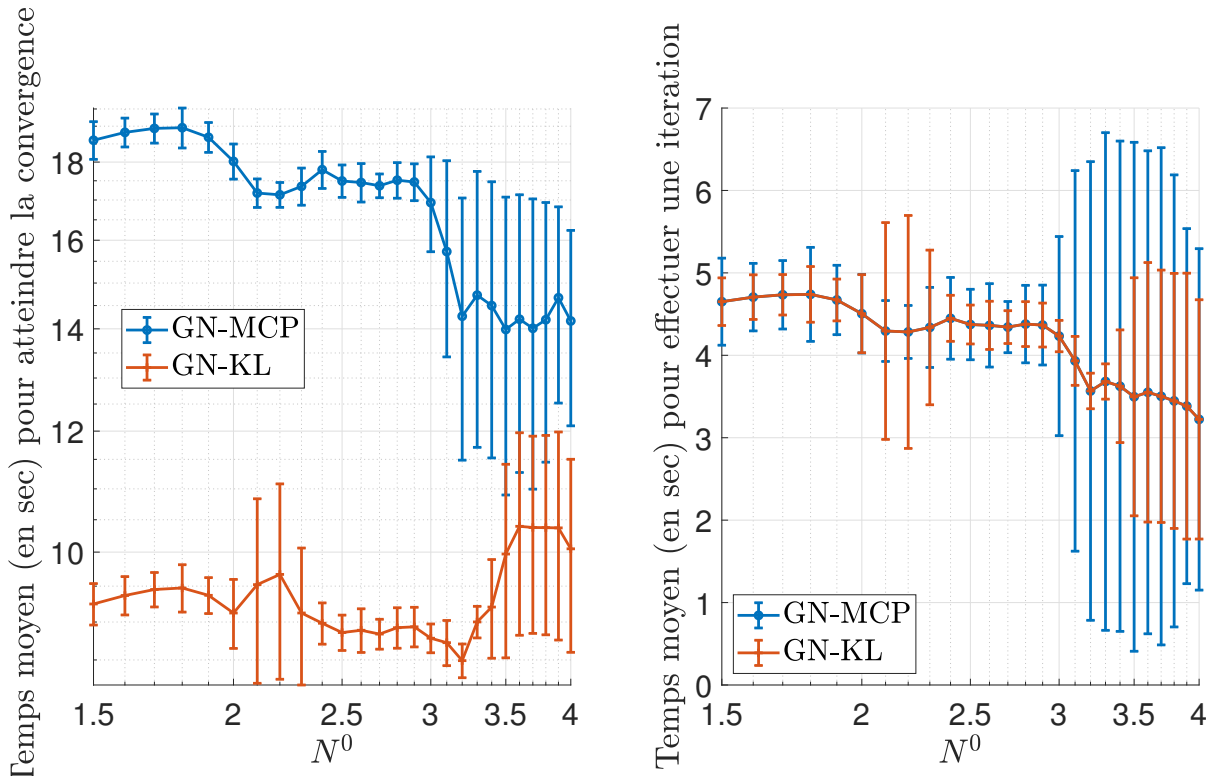 Temps moyen (en sec) pour atteindre la convergence
18
16
14
12
10
GN-MCP
GN-KL
1.5 2 2.5 3 3.5 4
N⁰
Temps moyen (en sec) pour effectuer une iteration
7
6
5
4
3
2
1
0
GN-MCP
GN-KL
1.5 2 2.5 3 3.5 4
N⁰